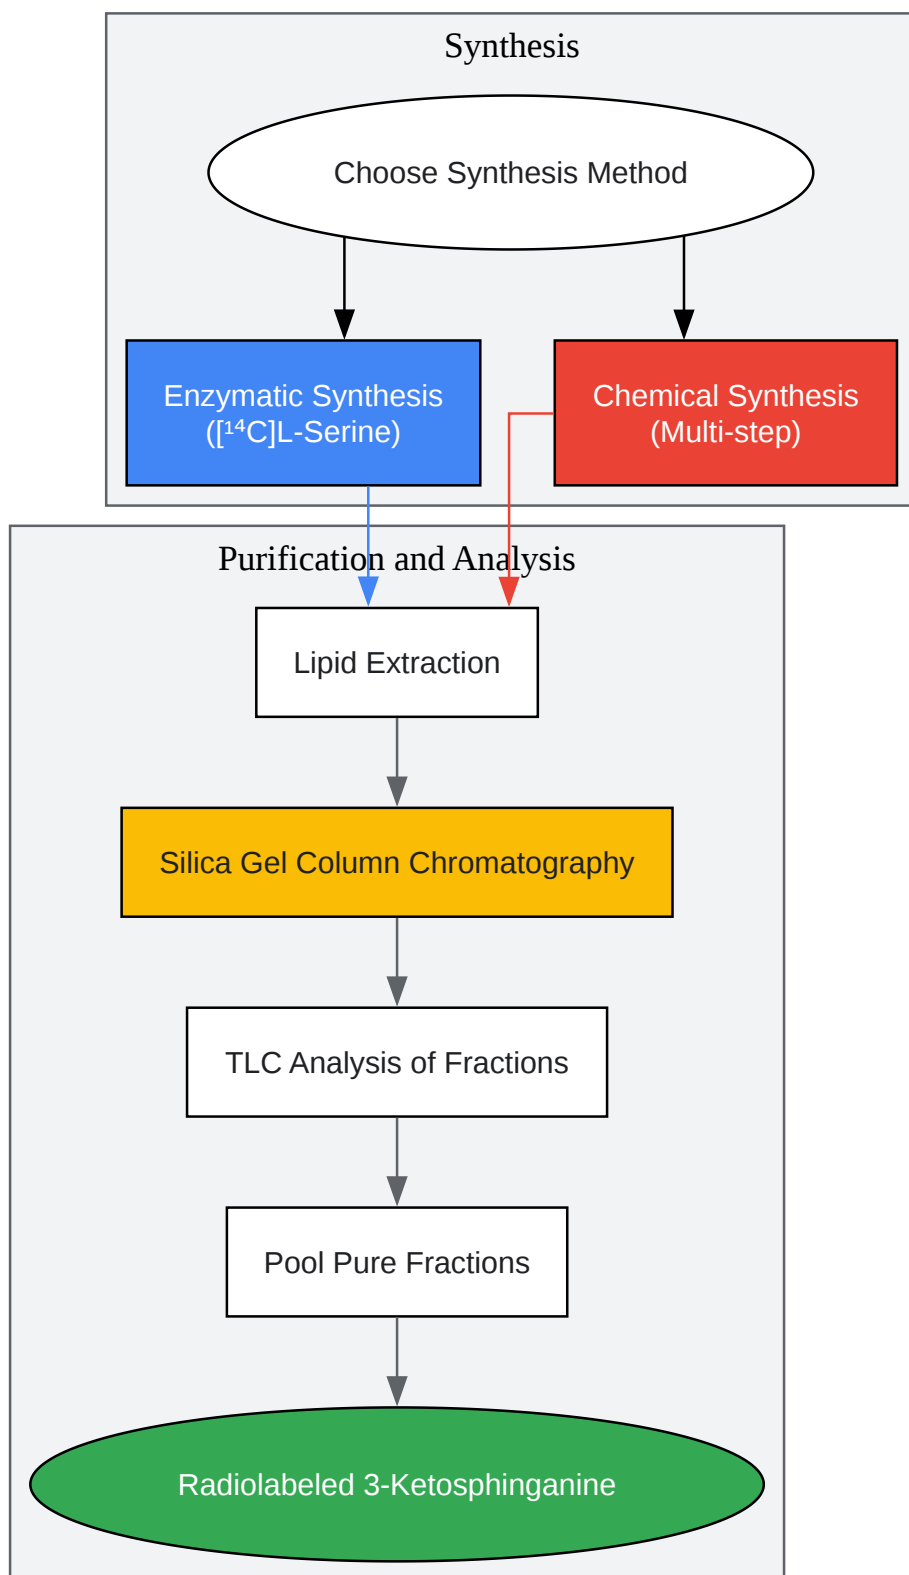 Synthesis
Choose Synthesis Method
Enzymatic Synthesis
([¹⁴C]L-Serine)
Chemical Synthesis
(Multi-step)
Purification and Analysis
Lipid Extraction
Silica Gel Column Chromatography
TLC Analysis of Fractions
Pool Pure Fractions
Radiolabeled 3-Ketosphinganine